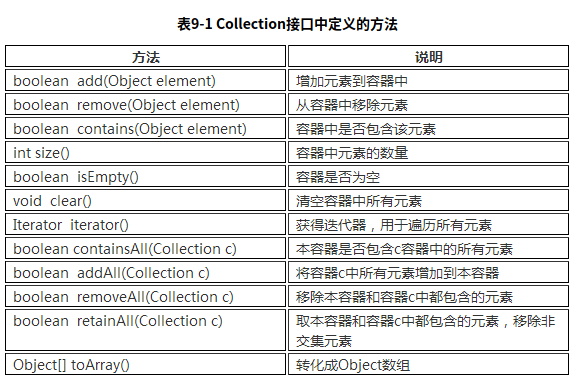 表9-1 Collection接口中定义的方法
方法 说明
boolean add(Object element) 增加元素到容器中
boolean remove(Object element) 从容器中移除元素
boolean contains(Object element) 容器中是否包含该元素
int size() 容器中元素的数量
boolean isEmpty() 容器是否为空
void clear() 清空容器中所有元素
Iterator iterator() 获得迭代器，用于遍历所有元素
boolean containsAll(Collection c) 本容器是否包含c容器中的所有元素
boolean addAll(Collection c) 将容器c中所有元素增加到本容器
boolean removeAll(Collection c) 移除本容器和容器c中都包含的元素
boolean retainAll(Collection c) 取本容器和容器c中都包含的元素，移除非
交集元素
Object[] toArray() 转化成Object数组